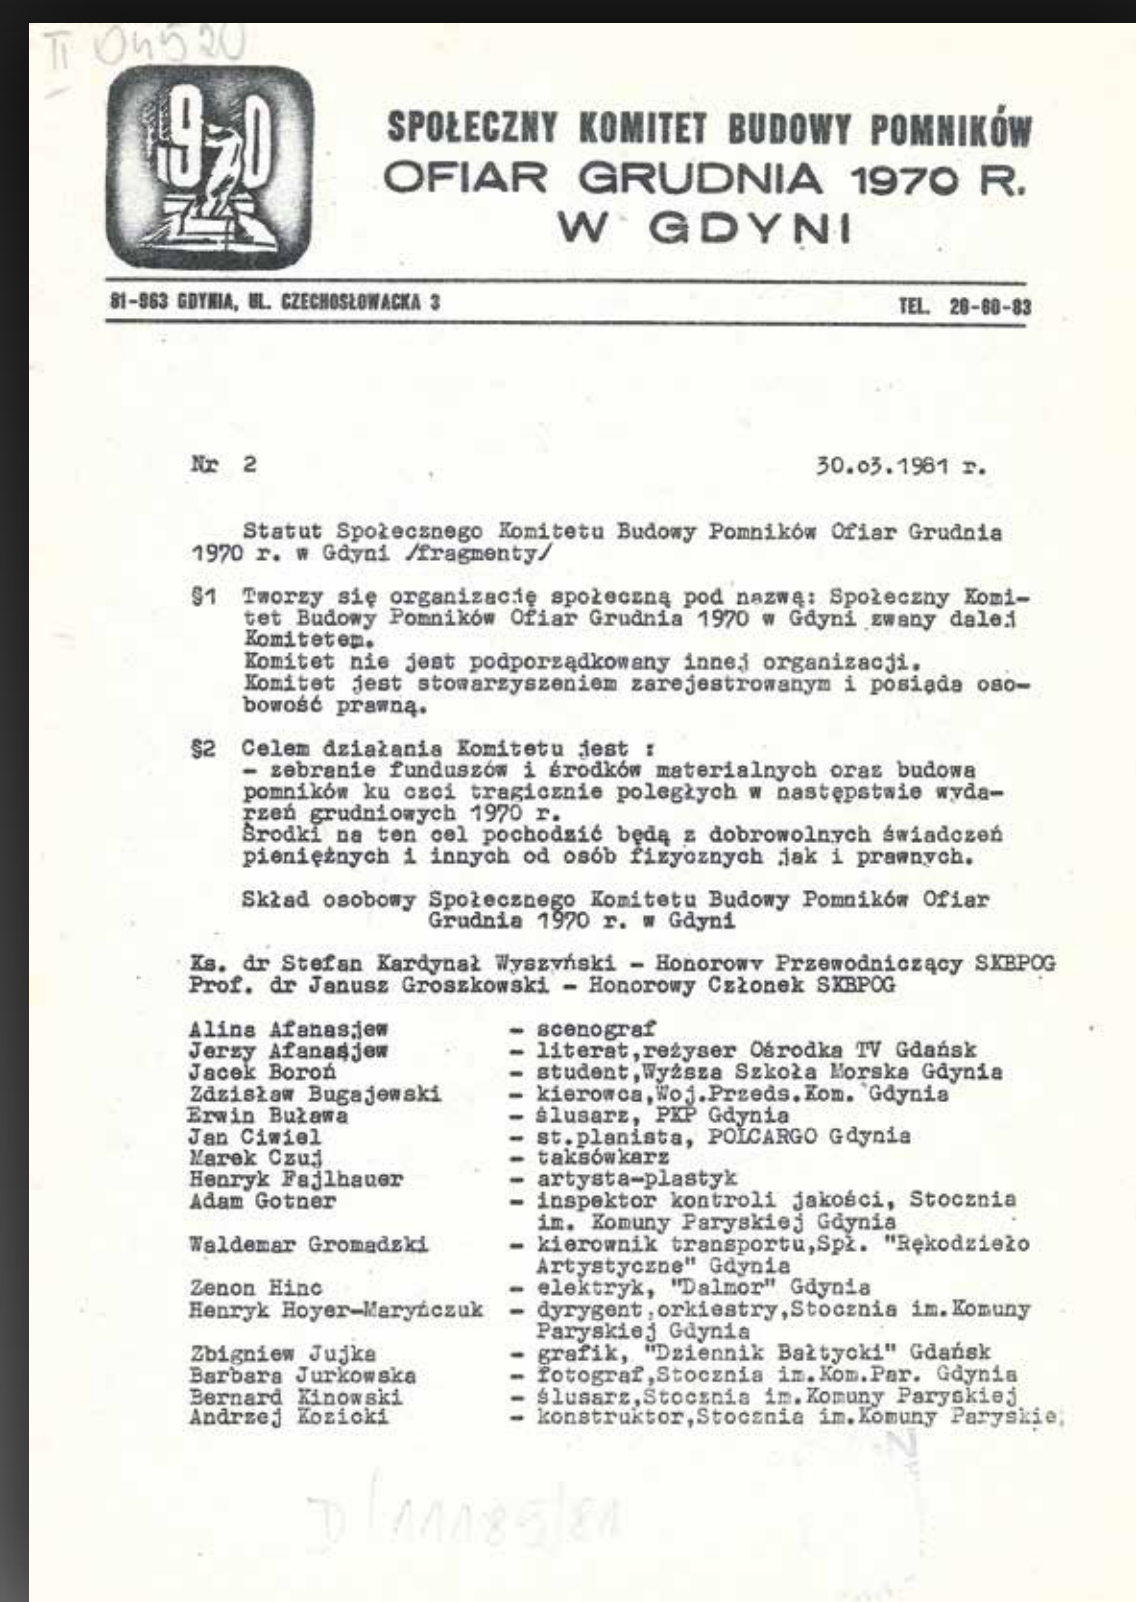 II 04520
1970
SPOŁECZNY KOMITET BUDOWY POMNIKÓW
OFIAR GRUDNIA 1970 R.
W GDYNI
81-963 GDYNIA, UL. CZECHOSŁOWACKA 3 TEL. 26-60-83
Nr 2 30.03.1981 r.
Statut Społecznego Komitetu Budowy Pomników Ofiar Grudnia
1970 r. w Gdyni /fragmenty/
§1 Tworzy się organizację społeczną pod nazwą: Społeczny Komi-
tet Budowy Pomników Ofiar Grudnia 1970 w Gdyni zwany dalej
Komitetem.
Komitet nie jest podporządkowany innej organizacji.
Komitet jest stowarzyszeniem zarejestrowanym i posiada oso-
bowość prawną.
§2 Celem działania Komitetu jest :
- zebranie funduszów i środków materialnych oraz budowa
pomników ku czci tragicznie poległych w następstwie wyda-
rzeń grudniowych 1970 r.
Środki na ten cel pochodzić będą z dobrowolnych świadczeń
pieniężnych i innych od osób fizycznych jak i prawnych.
Skład osobowy Społecznego Komitetu Budowy Pomników Ofiar
Grudnia 1970 r. w Gdyni
Ks. dr Stefan Kardynał Wyszyński - Honorowy Przewodniczący SKBPOG
Prof. dr Janusz Groszkowski - Honorowy Członek SKBPOG
Alina Afanasjew - scenograf
Jerzy Afanasjew - literat,reżyser Ośrodka TV Gdańsk
Jacek Boroń - student,Wyższa Szkoła Morska Gdynia
Zdzisław Bugajewski - kierowca,Woj.Przeds.Kom. Gdynia
Erwin Buława - ślusarz, PKP Gdynia
Jan Ciwiel - st.planista, POLCARGO Gdynia
Marek Czuj - taksówkarz
Henryk Fajlhauer - artysta-plastyk
Adam Gotner - inspektor kontroli jakości, Stocznia
im. Komuny Paryskiej Gdynia
Waldemar Gromadzki - kierownik transportu,Spł. "Rękodzieło
Artystyczne" Gdynia
Zenon Hinc - elektryk, "Dalmor" Gdynia
Henryk Hoyer-Maryńczuk - dyrygent orkiestry,Stocznia im.Komuny
Paryskiej Gdynia
Zbigniew Jujka - grafik, "Dziennik Bałtycki" Gdańsk
Barbara Jurkowska - fotograf,Stocznia im.Kom.Par. Gdynia
Bernard Kinowski - ślusarz,Stocznia im.Komuny Paryskiej
Andrzej Kozicki - konstruktor,Stocznia im.Komuny Paryskiej
D/11185/81